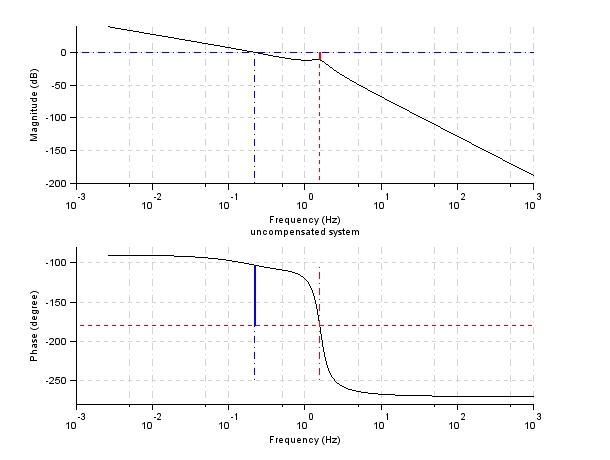 0
-50
-100
-150
-200
Magnitude (dB)
10^-3 10^-2 10^-1 10^0 10^1 10^2 10^3
Frequency (Hz)
uncompensated system
-100
-150
-200
-250
Phase (degree)
10^-3 10^-2 10^-1 10^0 10^1 10^2 10^3
Frequency (Hz)